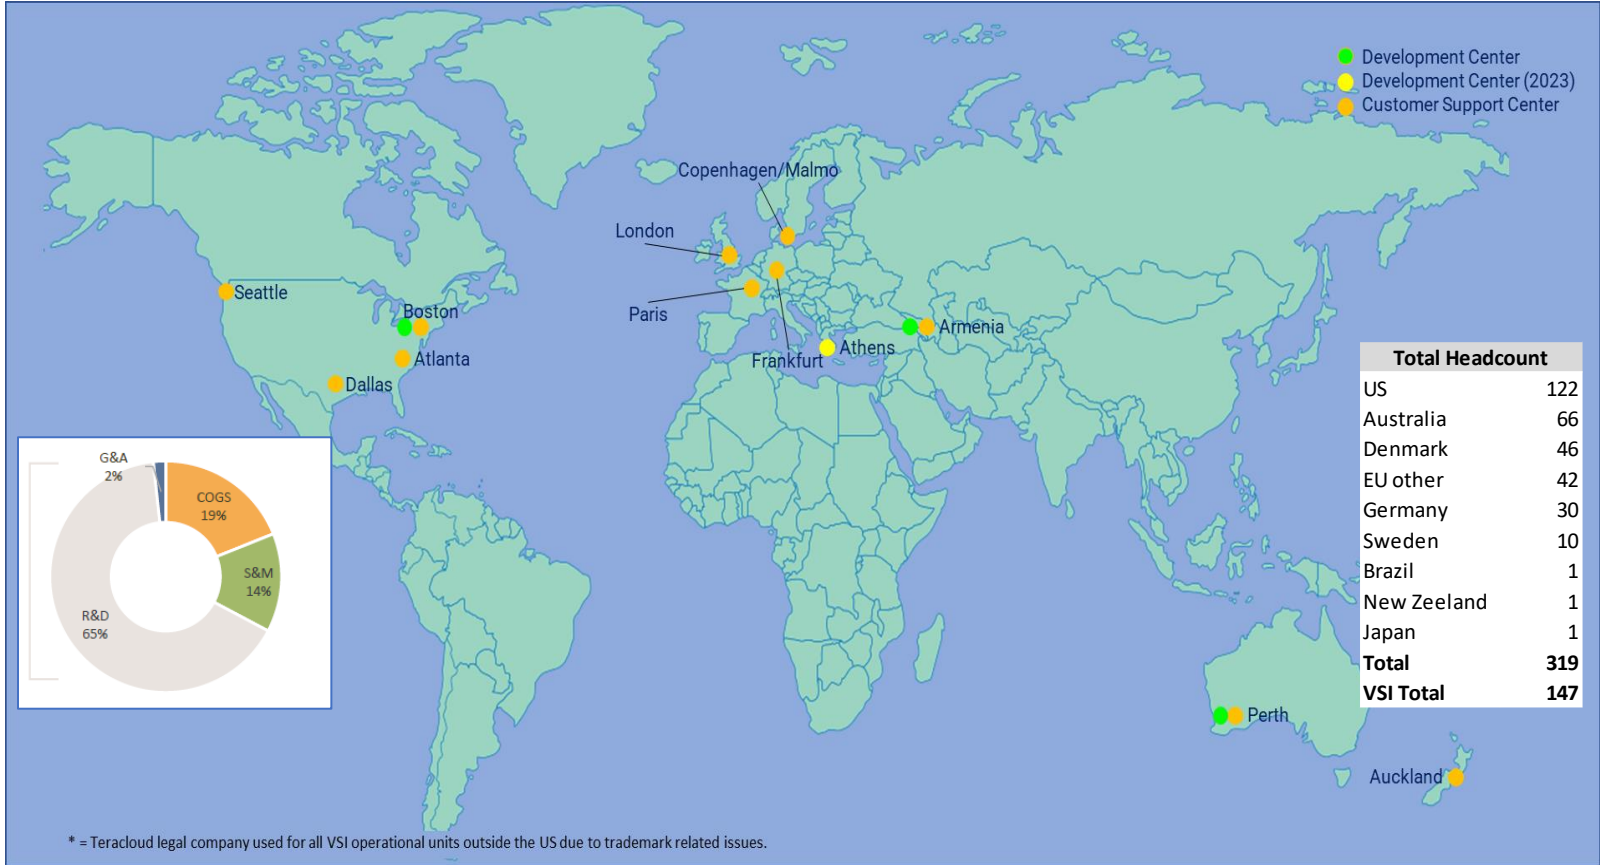 Development Center
Development Center (2023)
Customer Support Center
Copenhagen/Malmo
London
Seattle
Paris
Boston
Armenia
Athens
Frankfurt
Atlanta
Dallas
Total Headcount
US 122
Australia 66
Denmark 46
EU other 42
Germany 30
Sweden 10
Brazil 1
New Zeeland 1
Japan 1
Total 319
VSI Total 147
G&A
2%
COGS
19%
S&M
14%
R&D
65%
Perth
Auckland
* = Teracloud legal company used for all VSI operational units outside the US due to trademark related issues.